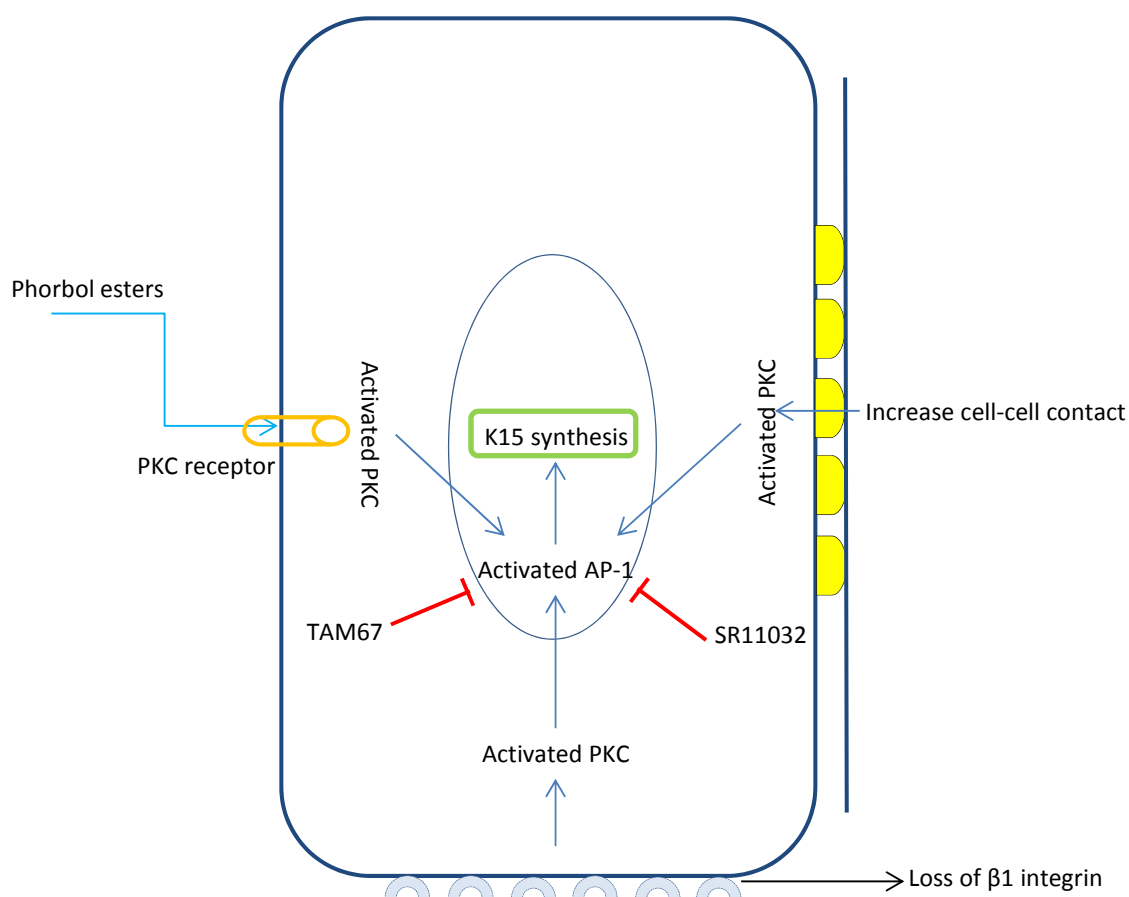 Phorbol esters
PKC receptor
Activated PKC
K15 synthesis
Activated PKC
Increase cell-cell contact
Activated AP-1
TAM67
SR11032
Activated PKC
Loss of β1 integrin